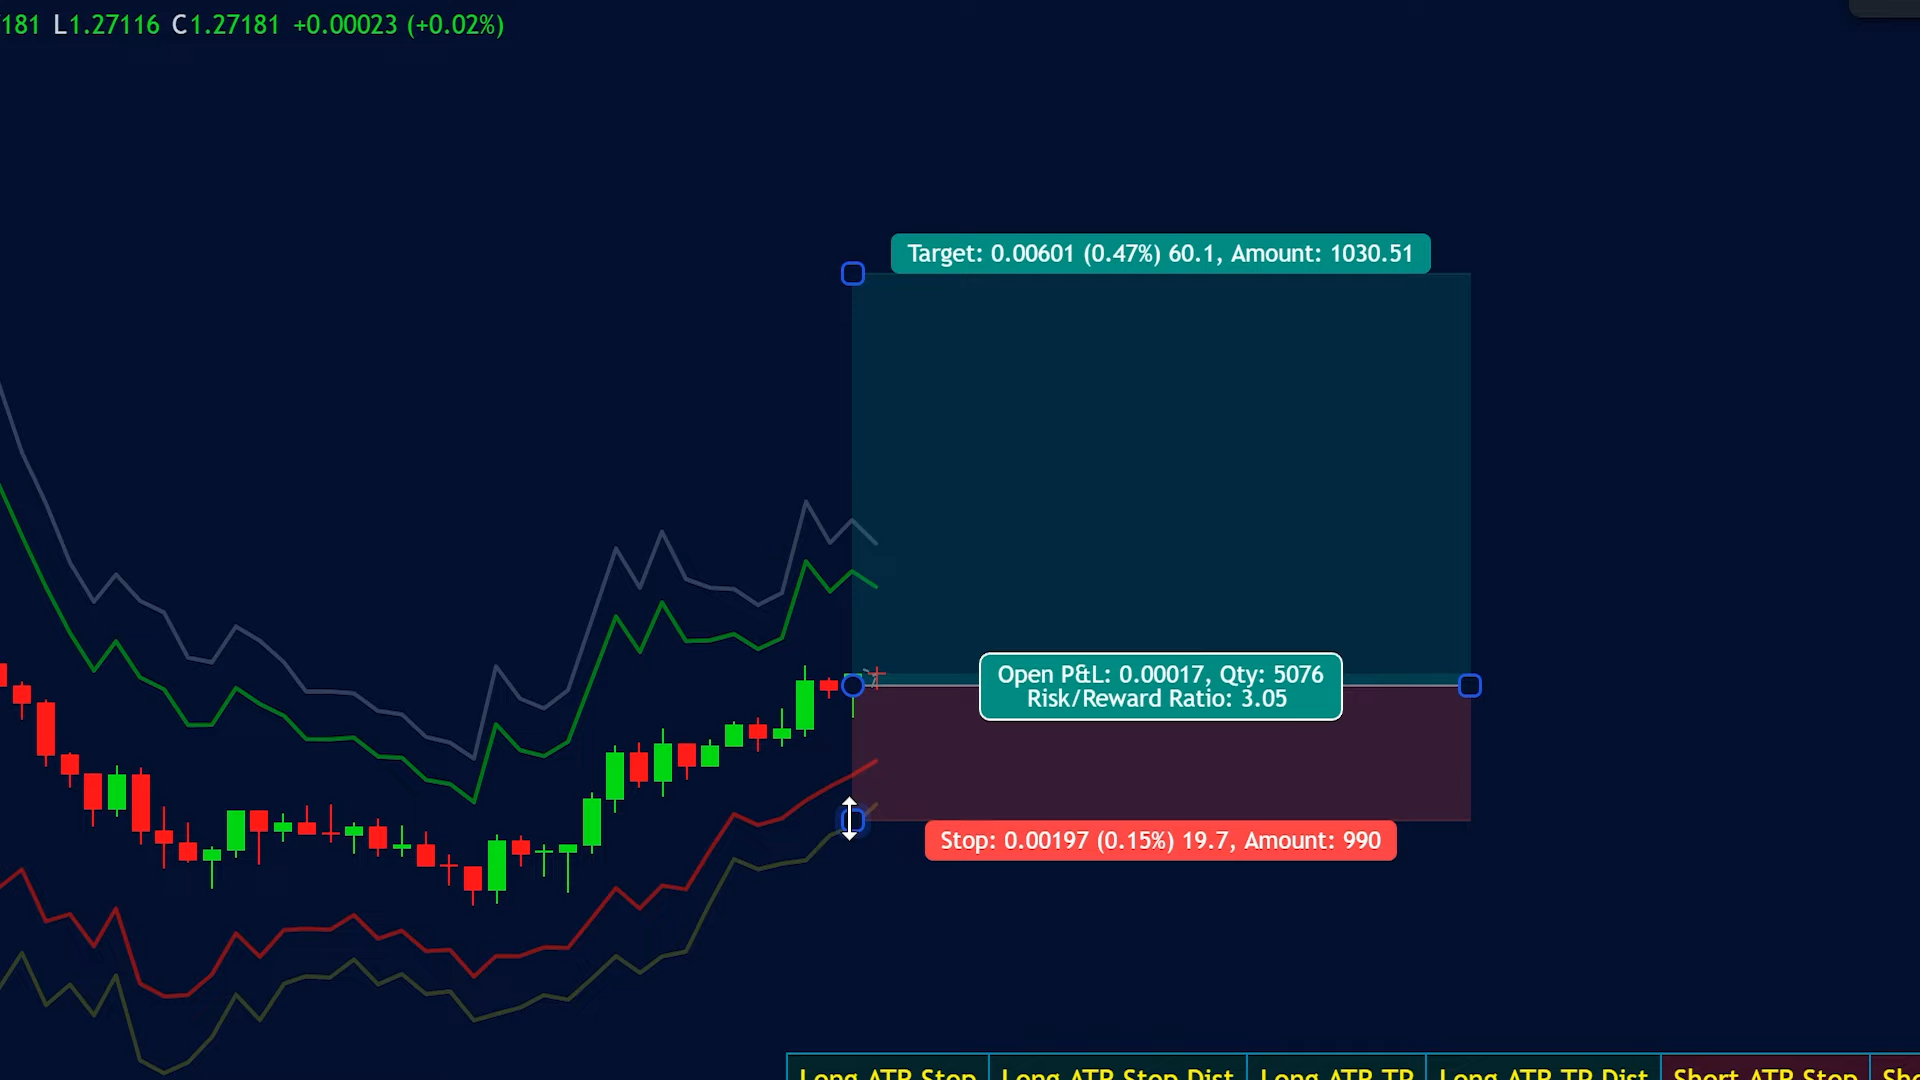 181 L1.27116 C1.27181 +0.00023 (+0.02%)
Target: 0.00601 (0.47%) 60.1, Amount: 1030.51
Open P&L: 0.00017, Qty: 5076
Risk/Reward Ratio: 3.05
Stop: 0.00197 (0.15%) 19.7, Amount: 990
Long ATR Stop Long ATR Stop Dist Long ATR TP Long ATR TP Dist Short ATR Stop Sho